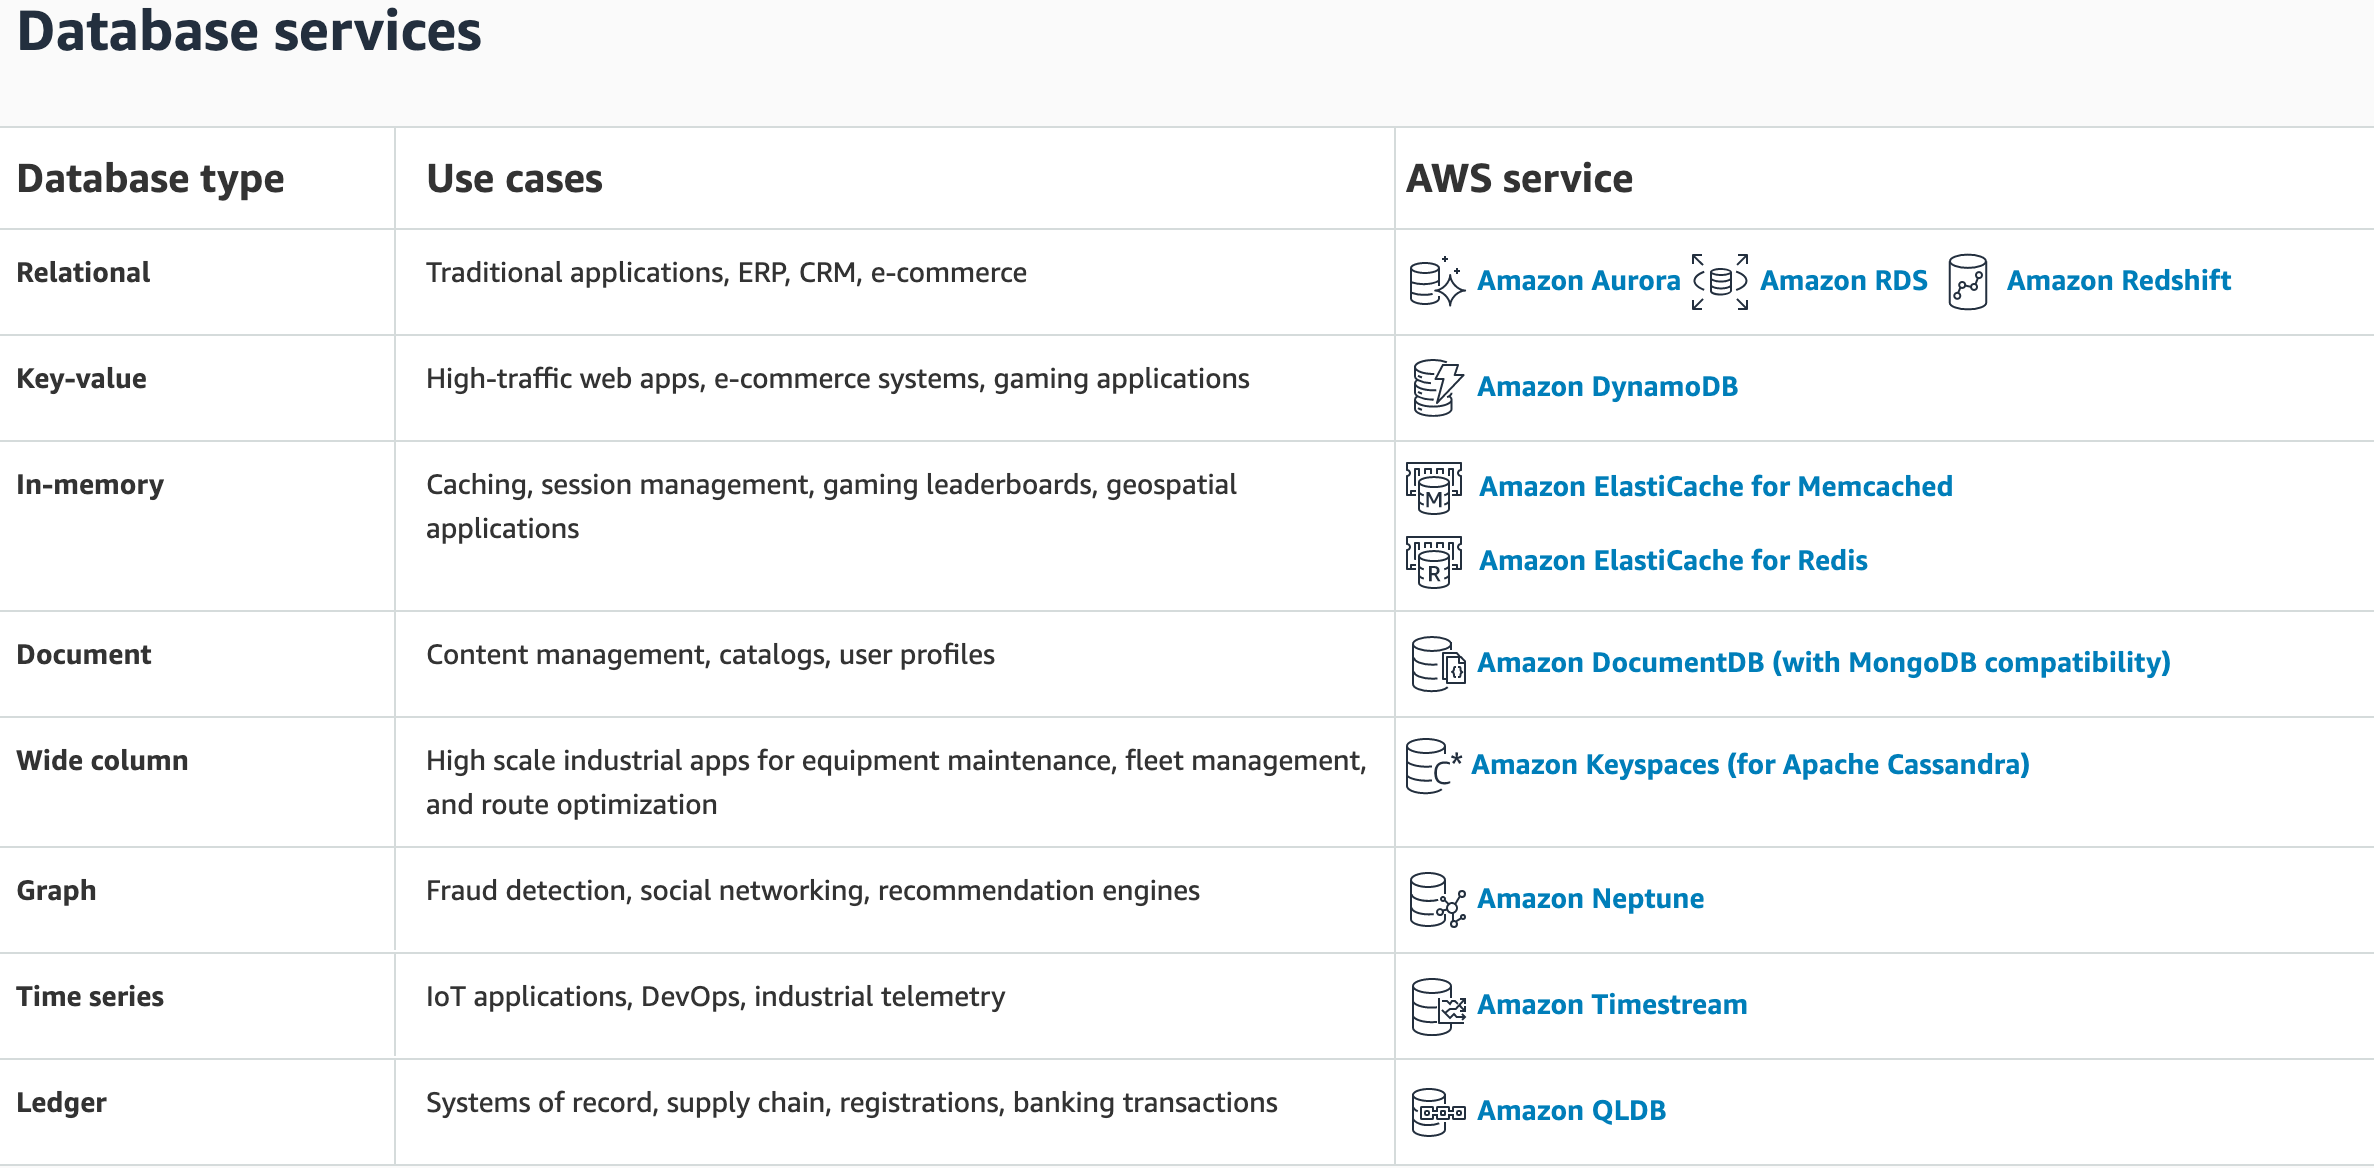 Database services
Database type
Use cases
AWS service
Relational
Traditional applications, ERP, CRM, e-commerce
Amazon Aurora
Amazon RDS
Amazon Redshift
Key-value
High-traffic web apps, e-commerce systems, gaming applications
Amazon DynamoDB
In-memory
Caching, session management, gaming leaderboards, geospatial
applications
M
Amazon ElastiCache for Memcached
R
Amazon ElastiCache for Redis
Document
Content management, catalogs, user profiles
{}
Amazon DocumentDB (with MongoDB compatibility)
Wide column
High scale industrial apps for equipment maintenance, fleet management,
and route optimization
C*
Amazon Keyspaces (for Apache Cassandra)
Graph
Fraud detection, social networking, recommendation engines
Amazon Neptune
Time series
IoT applications, DevOps, industrial telemetry
Amazon Timestream
Ledger
Systems of record, supply chain, registrations, banking transactions
Amazon QLDB